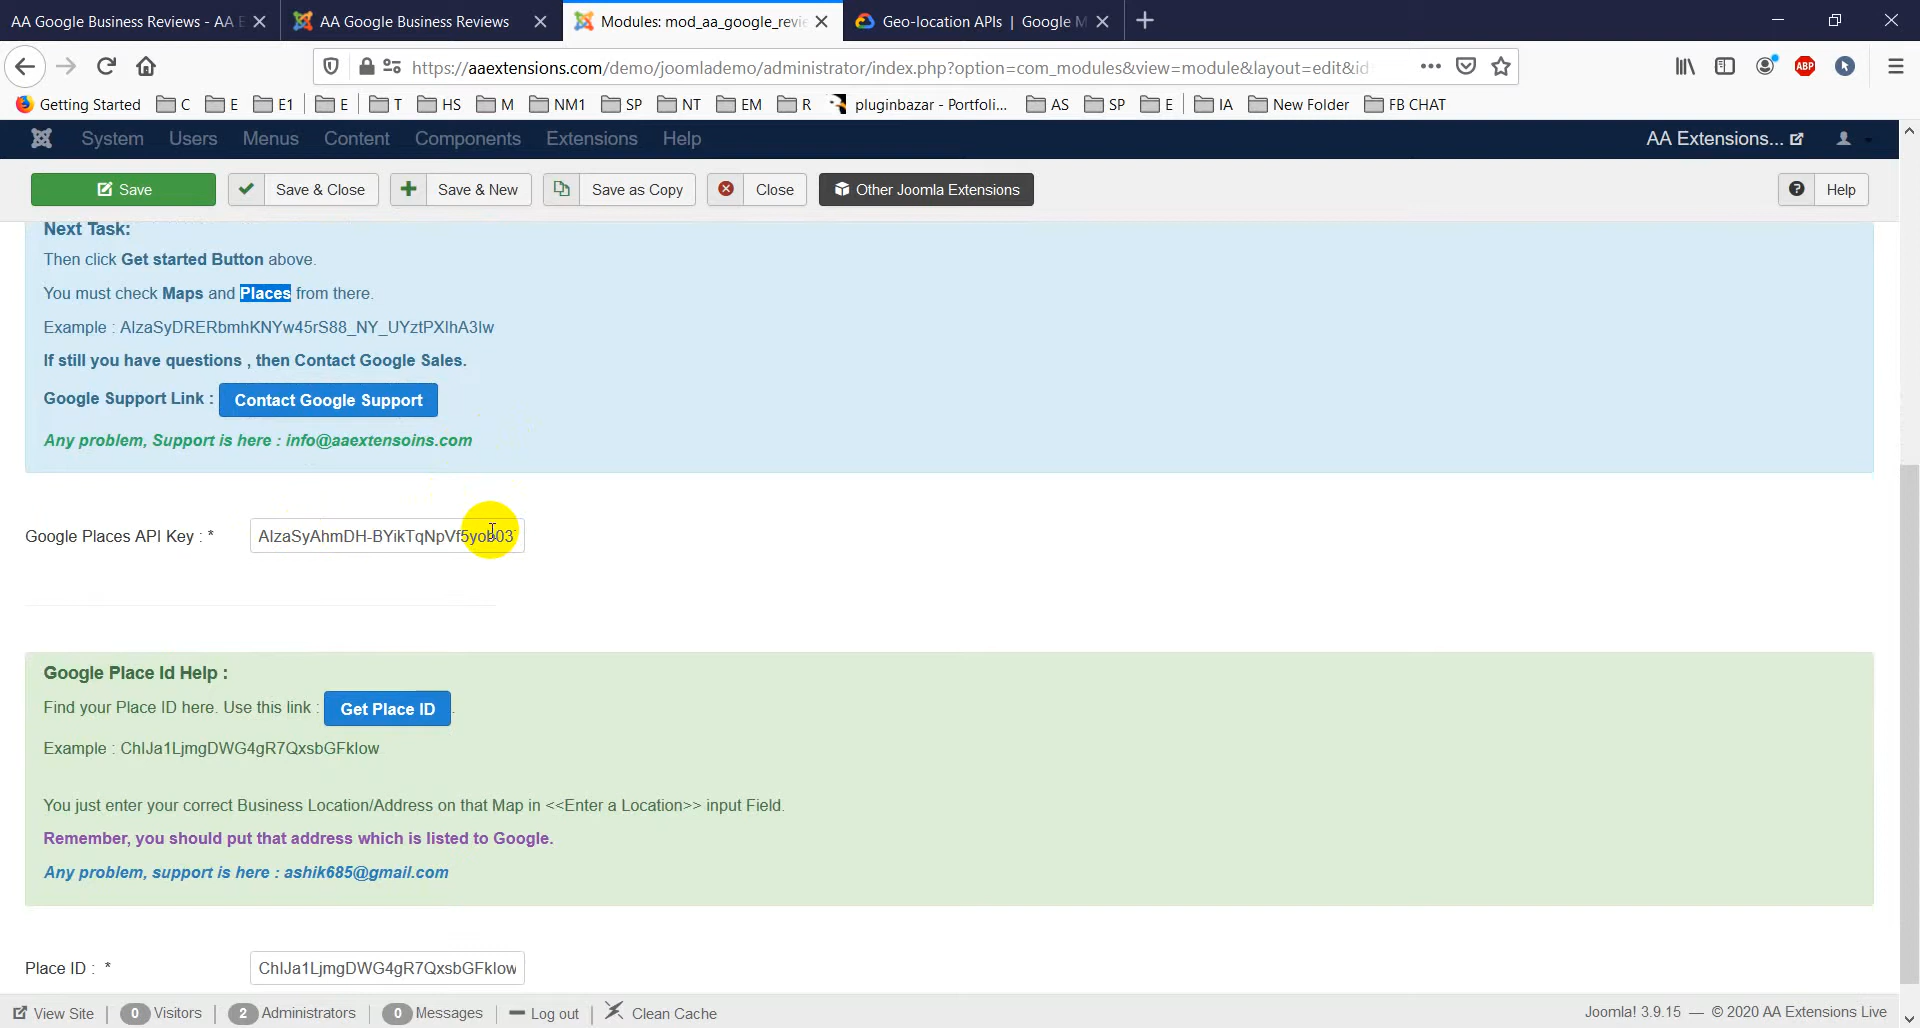 AA Google Business Reviews - AA E
AA Google Business Reviews
Modules: mod_aa_google_revie
Geo-location APIs | Google M
https://aaextensions.com/demo/joomlademo/administrator/index.php?option=com_modules&view=module&layout=edit&id
ABP
Getting Started C E E1 E T HS M NM1 SP NT EM R pluginbazar - Portfoli... AS SP E IA New Folder FB CHAT
System Users Menus Content Components Extensions Help AA Extensions...
Save Save & Close Save & New Save as Copy Close Other Joomla Extensions Help
Next Task:
Then click Get started Button above.
You must check Maps and Places from there.
Example : AIzaSyDRERbmhKNYw45rS88_NY_UYztPXIhA3Iw
If still you have questions , then Contact Google Sales.
Google Support Link : Contact Google Support
Any problem, Support is here : info@aaextensoins.com
Google Places API Key : * AIzaSyAhmDH-BYikTqNpVf5yob03
Google Place Id Help :
Find your Place ID here. Use this link : Get Place ID .
Example : ChIJa1LjmgDWG4gR7QxsbGFkIow
You just enter your correct Business Location/Address on that Map in <<Enter a Location>> input Field.
Remember, you should put that address which is listed to Google.
Any problem, support is here : ashik685@gmail.com
Place ID : * ChIJa1LjmgDWG4gR7QxsbGFkIow
View Site 0 Visitors 2 Administrators 0 Messages Log out Clean Cache Joomla! 3.9.15 — © 2020 AA Extensions Live